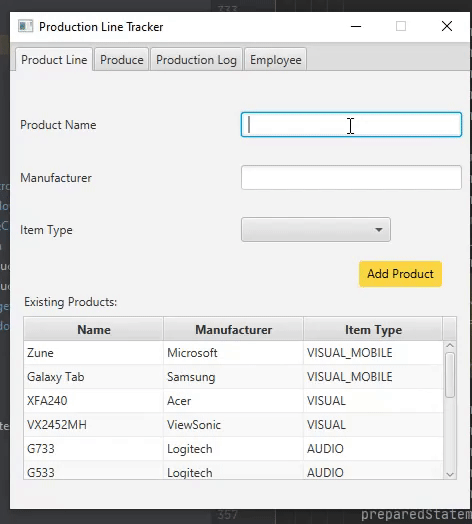 Production Line Tracker
Product Line Produce Production Log Employee
Product Name
Manufacturer
Item Type
Add Product
Existing Products:
Name Manufacturer Item Type
Zune Microsoft VISUAL_MOBILE
Galaxy Tab Samsung VISUAL_MOBILE
XFA240 Acer VISUAL
VX2452MH ViewSonic VISUAL
G733 Logitech AUDIO
G533 Logitech AUDIO
357 preparedStatem